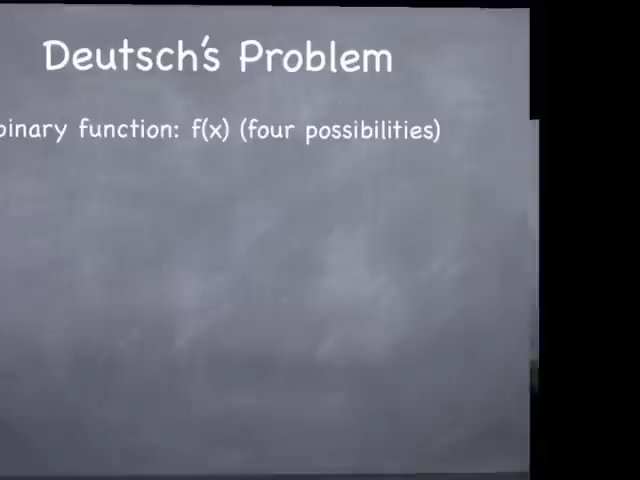 Deutsch's Problem
binary function: f(x) (four possibilities)